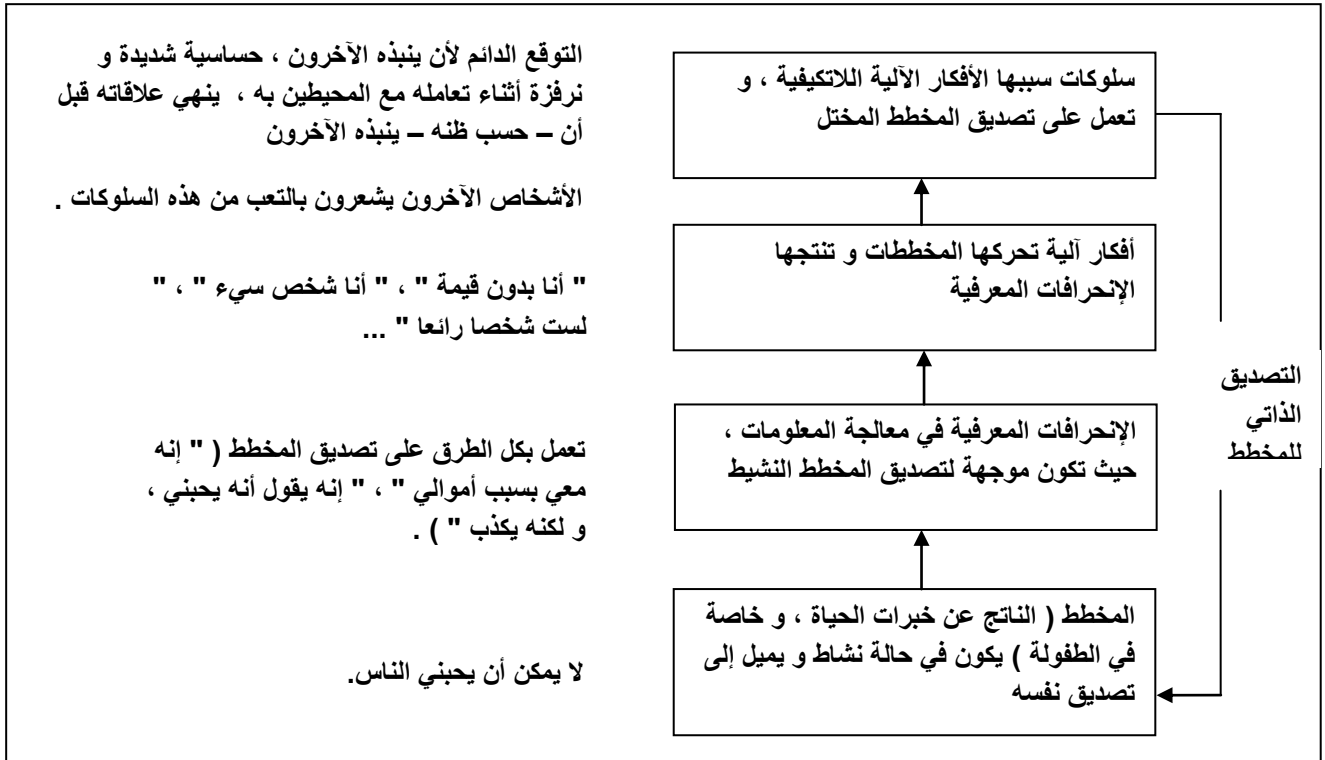 سلوكات سببها الأفكار الآلية اللاتكيفية ، و
تعمل على تصديق المخطط المختل
التوقع الدائم لأن ينبذه الآخرون ، حساسية شديدة و
نرفزة أثناء تعامله مع المحيطين به ، ينهي علاقاته قبل
أن – حسب ظنه – ينبذه الآخرون
الأشخاص الآخرون يشعرون بالتعب من هذه السلوكات .
أفكار آلية تحركها المخططات و تنتجها
الإنحرافات المعرفية
" أنا بدون قيمة " ، " أنا شخص سيء " ، "
لست شخصا رائعا " ...
التصديق
الذاتي
للمخطط
الإنحرافات المعرفية في معالجة المعلومات ،
حيث تكون موجهة لتصديق المخطط النشيط
تعمل بكل الطرق على تصديق المخطط ( " إنه
معي بسبب أموالي " ، " إنه يقول أنه يحبني ،
و لكنه يكذب " ) .
المخطط ( الناتج عن خبرات الحياة ، و خاصة
في الطفولة ) يكون في حالة نشاط و يميل إلى
تصديق نفسه
لا يمكن أن يحبني الناس.